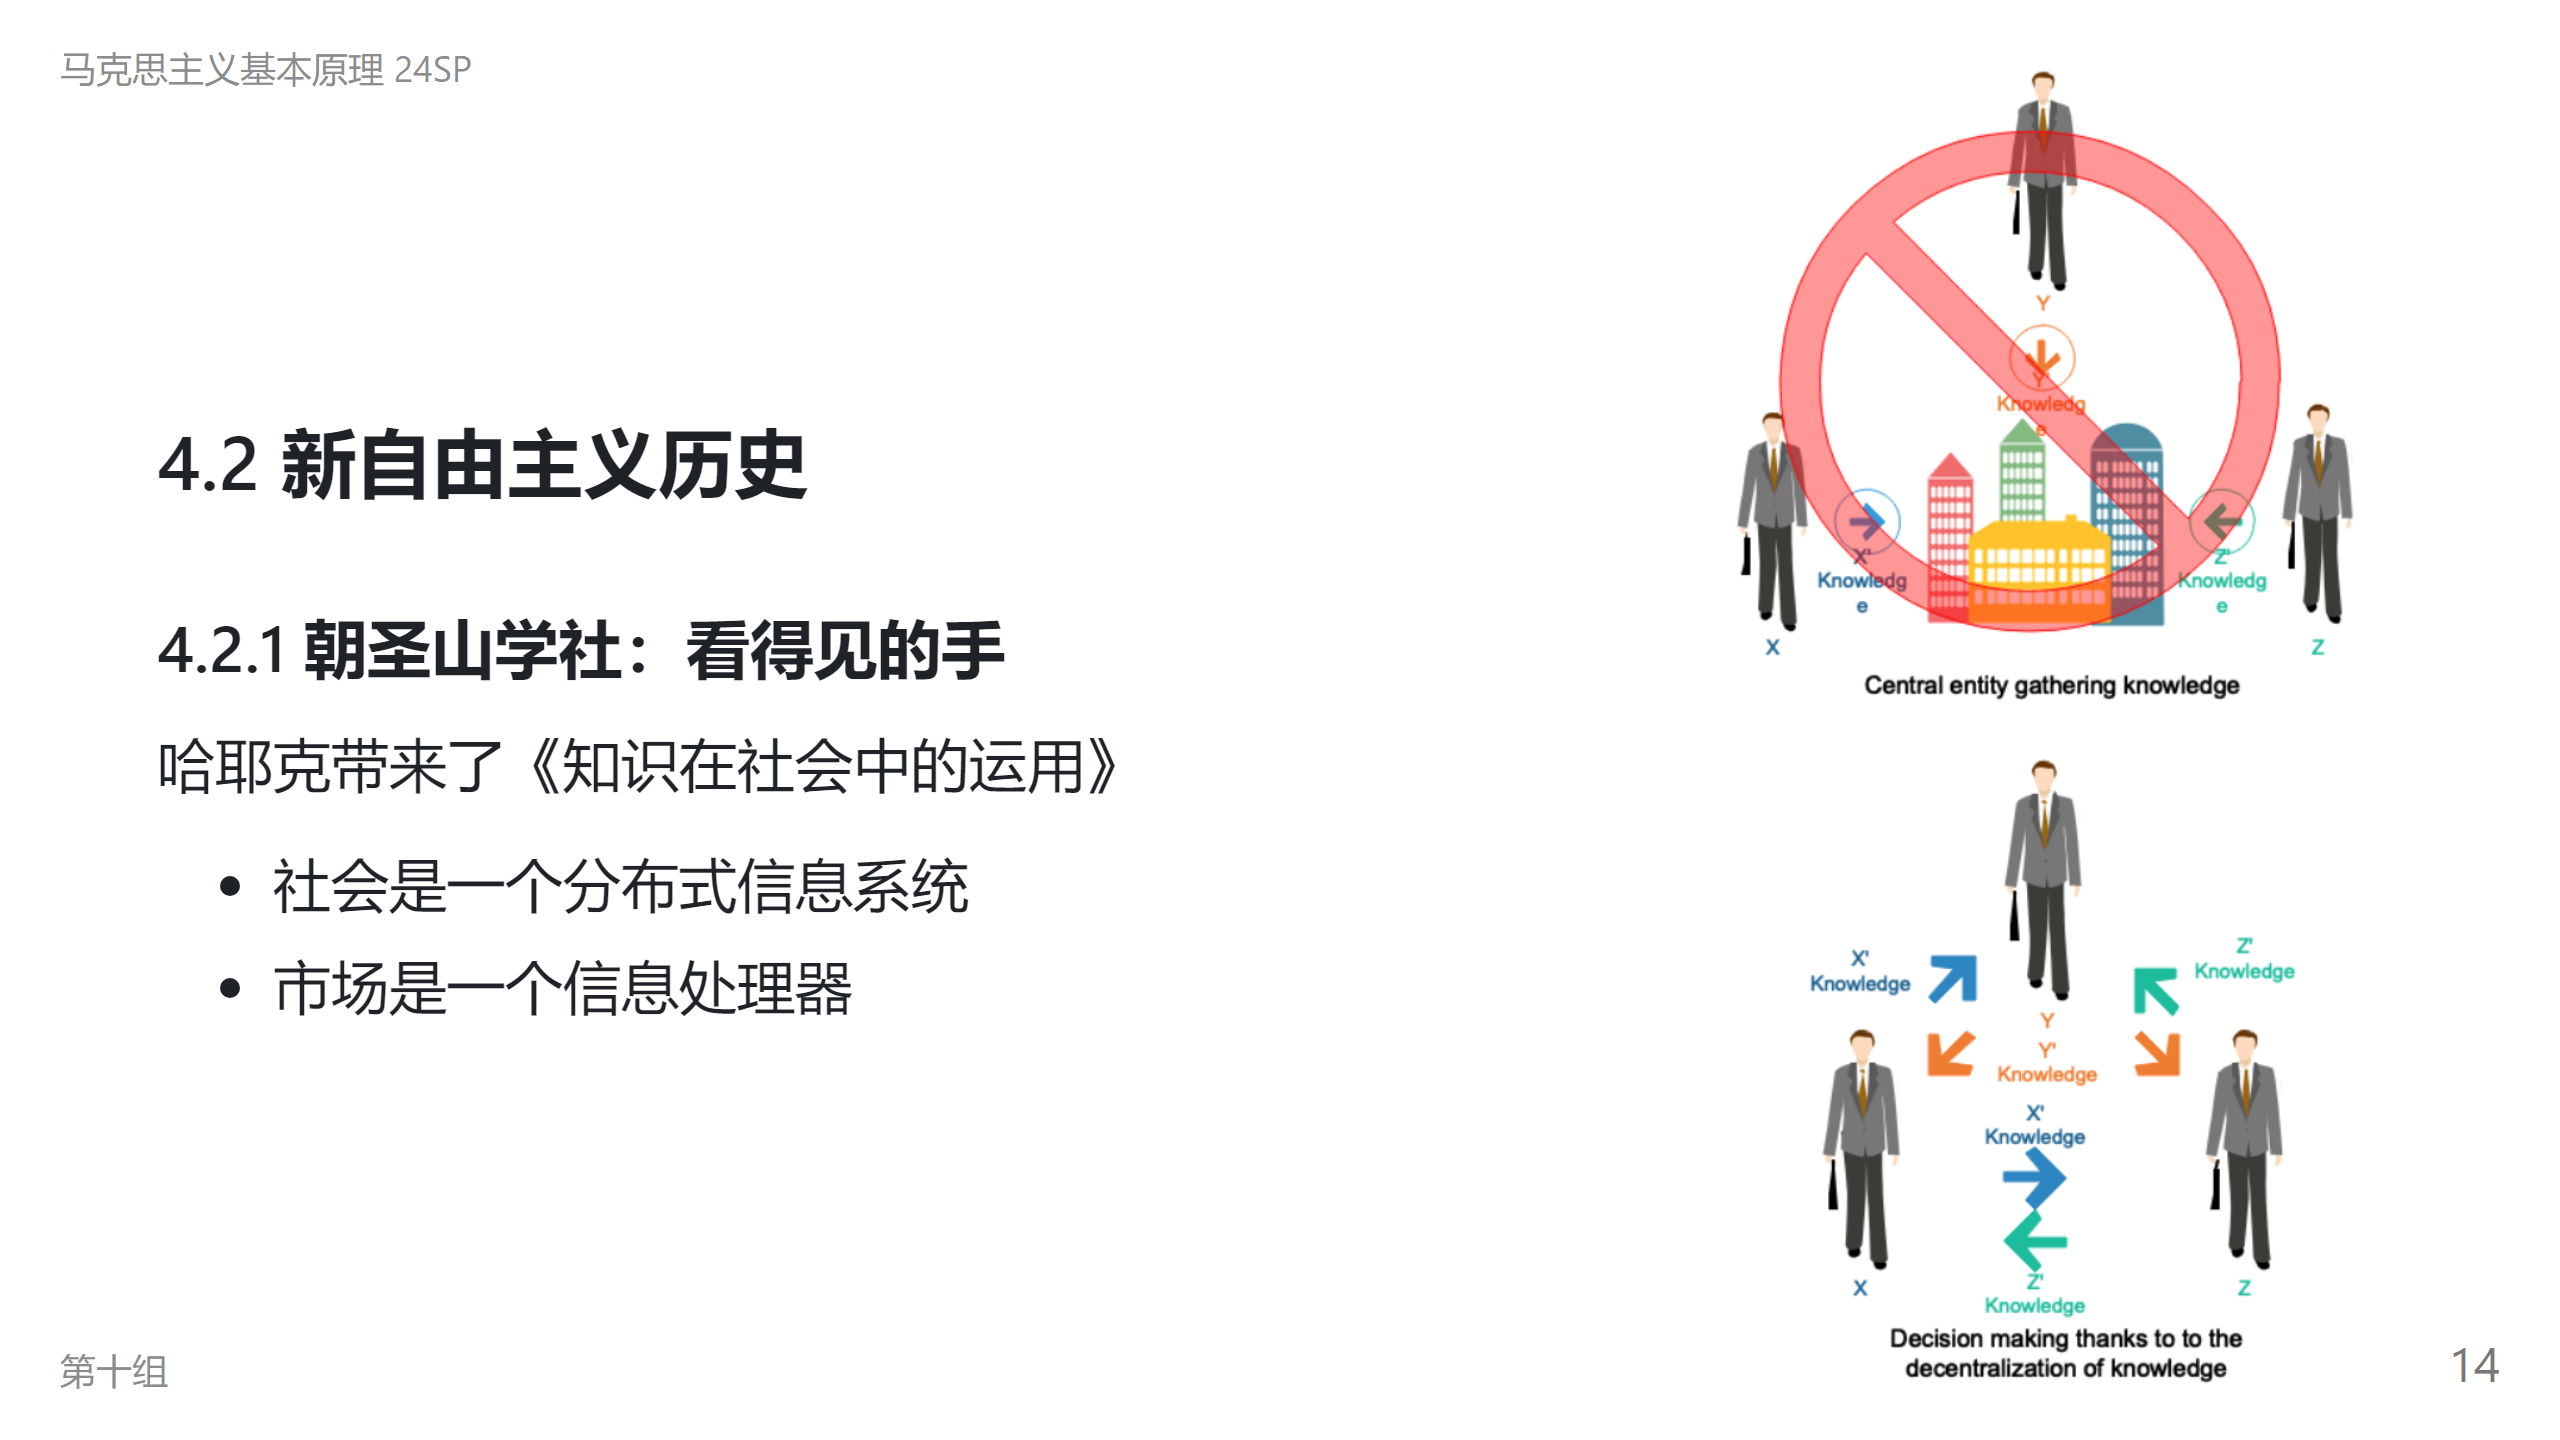 马克思主义基本原理 24SP
4.2 新自由主义历史
4.2.1 朝圣山学社：看得见的手
哈耶克带来了《知识在社会中的运用》
社会是一个分布式信息系统
市场是一个信息处理器
Y
Y'
Knowledg
e
X'
Knowledg
e
Z'
Knowledg
e
X
Z
Central entity gathering knowledge
X'
Knowledge
Z'
Knowledge
Y
Y'
Knowledge
X'
Knowledge
Z'
Knowledge
X
Z
Decision making thanks to to the
decentralization of knowledge
第十组
14